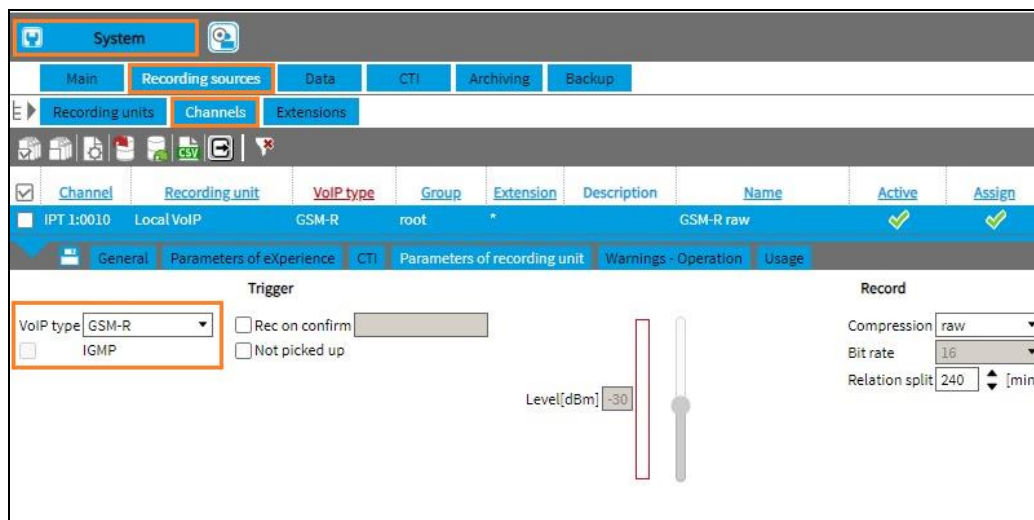 System
Main Recording sources Data CTI Archiving Backup
Recording units Channels Extensions
CSV
Channel Recording unit VoIP type Group Extension Description Name Active Assign
IPT 1:0010 Local VoIP GSM-R root * GSM-R raw
General Parameters of eXperience CTI Parameters of recording unit Warnings - Operation Usage
Trigger Record
VoIP type GSM-R Rec on confirm Compression raw
IGMP Not picked up Bit rate 16
Relation split 240 [min
Level[dBm] -30